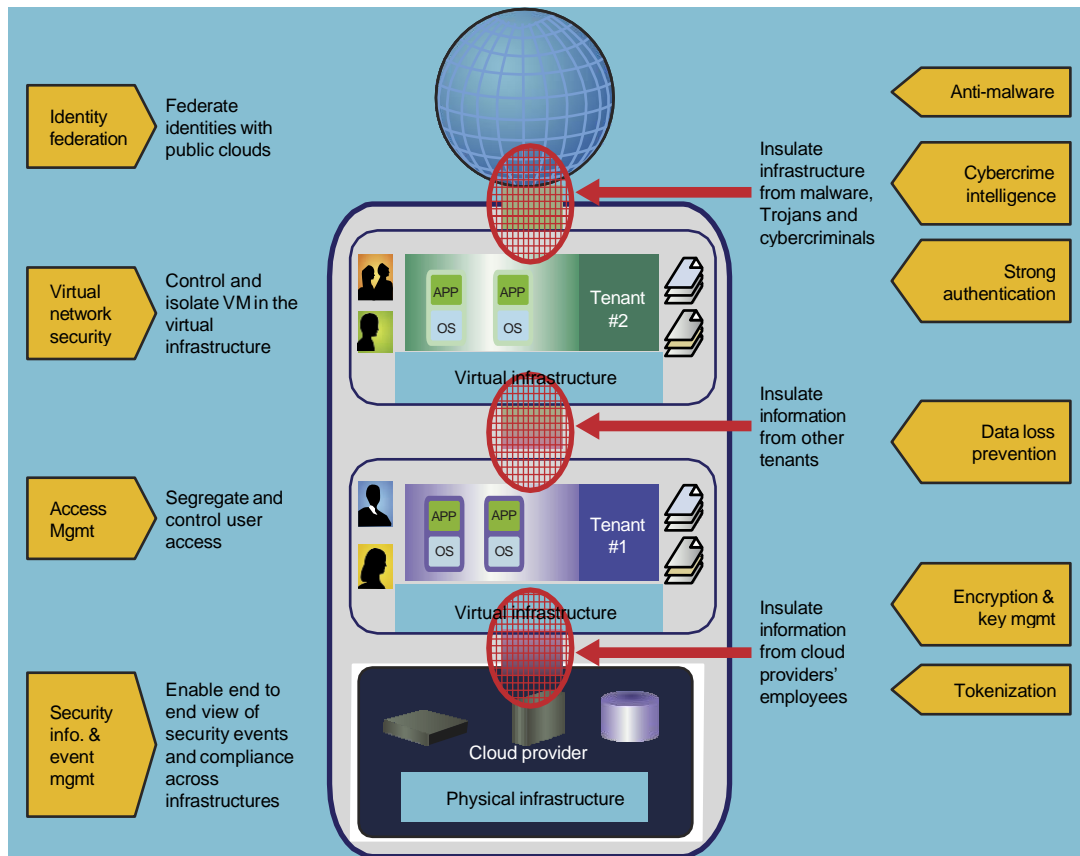 Identity
federation
Federate
identities with
public clouds
Virtual
network
security
Control and
isolate VM in the
virtual
infrastructure
Access
Mgmt
Segregate and
control user
access
Security
info. &
event
mgmt
Enable end to
end view of
security events
and compliance
across
infrastructures
APP
OS
APP
OS
Tenant
#2
Virtual infrastructure
APP
OS
APP
OS
Tenant
#1
Virtual infrastructure
Cloud provider
Physical infrastructure
Insulate
infrastructure
from malware,
Trojans and
cybercriminals
Insulate
information
from other
tenants
Insulate
information
from cloud
providers'
employees
Anti-malware
Cybercrime
intelligence
Strong
authentication
Data loss
prevention
Encryption &
key mgmt
Tokenization